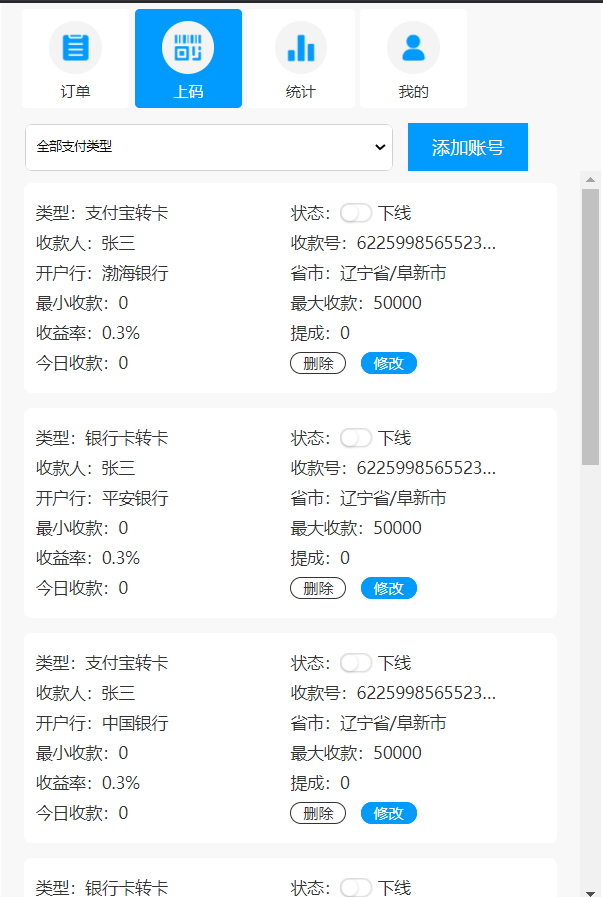 订单 上码 统计 我的
全部支付类型 添加账号
类型：支付宝转卡 状态： 下线
收款人：张三 收款号：6225998565523...
开户行：渤海银行 省市：辽宁省/阜新市
最小收款：0 最大收款：50000
收益率：0.3% 提成：0
今日收款：0 删除 修改
类型：银行卡转卡 状态： 下线
收款人：张三 收款号：6225998565523...
开户行：平安银行 省市：辽宁省/阜新市
最小收款：0 最大收款：50000
收益率：0.3% 提成：0
今日收款：0 删除 修改
类型：支付宝转卡 状态： 下线
收款人：张三 收款号：6225998565523...
开户行：中国银行 省市：辽宁省/阜新市
最小收款：0 最大收款：50000
收益率：0.3% 提成：0
今日收款：0 删除 修改
类型：银行卡转卡 状态： 下线